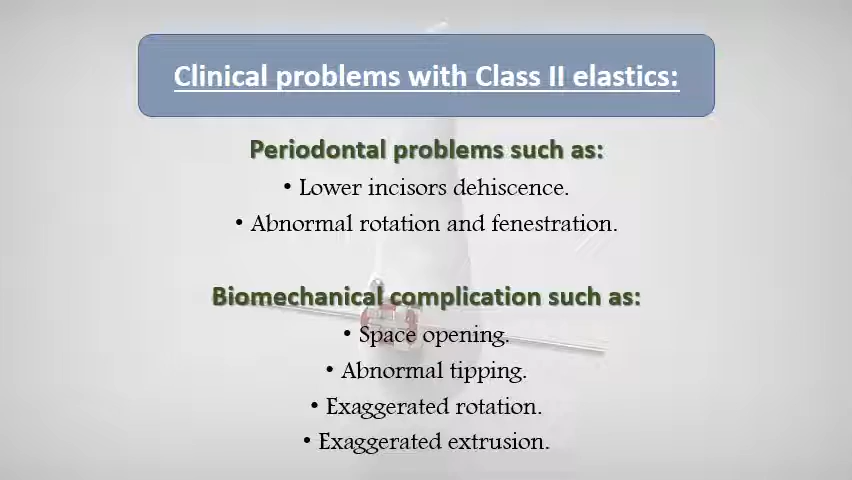 Clinical problems with Class II elastics:
Periodontal problems such as:
• Lower incisors dehiscence.
• Abnormal rotation and fenestration.
Biomechanical complication such as:
• Space opening.
• Abnormal tipping.
• Exaggerated rotation.
• Exaggerated extrusion.